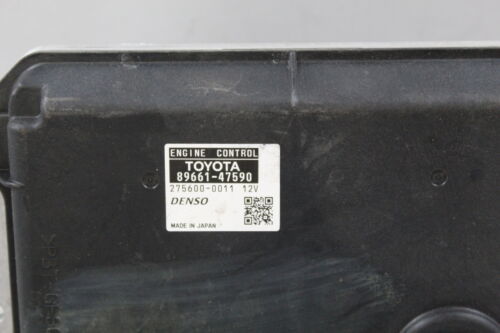 ENGINE CONTROL
TOYOTA
89661-47590
275600-0011 12V
DENSO
MADE IN JAPAN